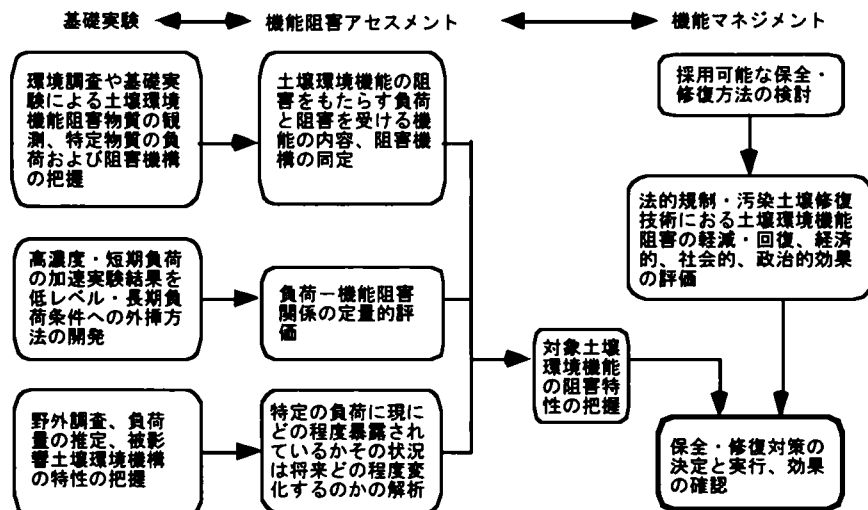 基礎実験
機能阻害アセスメント
機能マネジメント
環境調査や基礎実
験による土壌環境
機能阻害物質の観
測、特定物質の負
荷および阻害機構
の把握
土壌環境機能の阻
害をもたらす負荷
と阻害を受ける機
能の内容、阻害機
構の同定
採用可能な保全・
修復方法の検討
高濃度・短期負荷
の加速実験結果を
低レベル・長期負
荷条件への外挿方
法の開発
負荷ー機能阻害
関係の定量的評
価
法的規制・汚染土壌修復
技術におる土壌環境機能
阻害の軽減・回復、経済
的、社会的、政治的効果
の評価
対象土壌
環境機能
の阻害特
性の把握
野外調査、負荷
量の推定、被影
響土壌環境機構
の特性の把握
特定の負荷に現に
どの程度暴露され
ているかその状況
は将来どの程度変
化するのかの解析
保全・修復対策の
決定と実行、効果
の確認